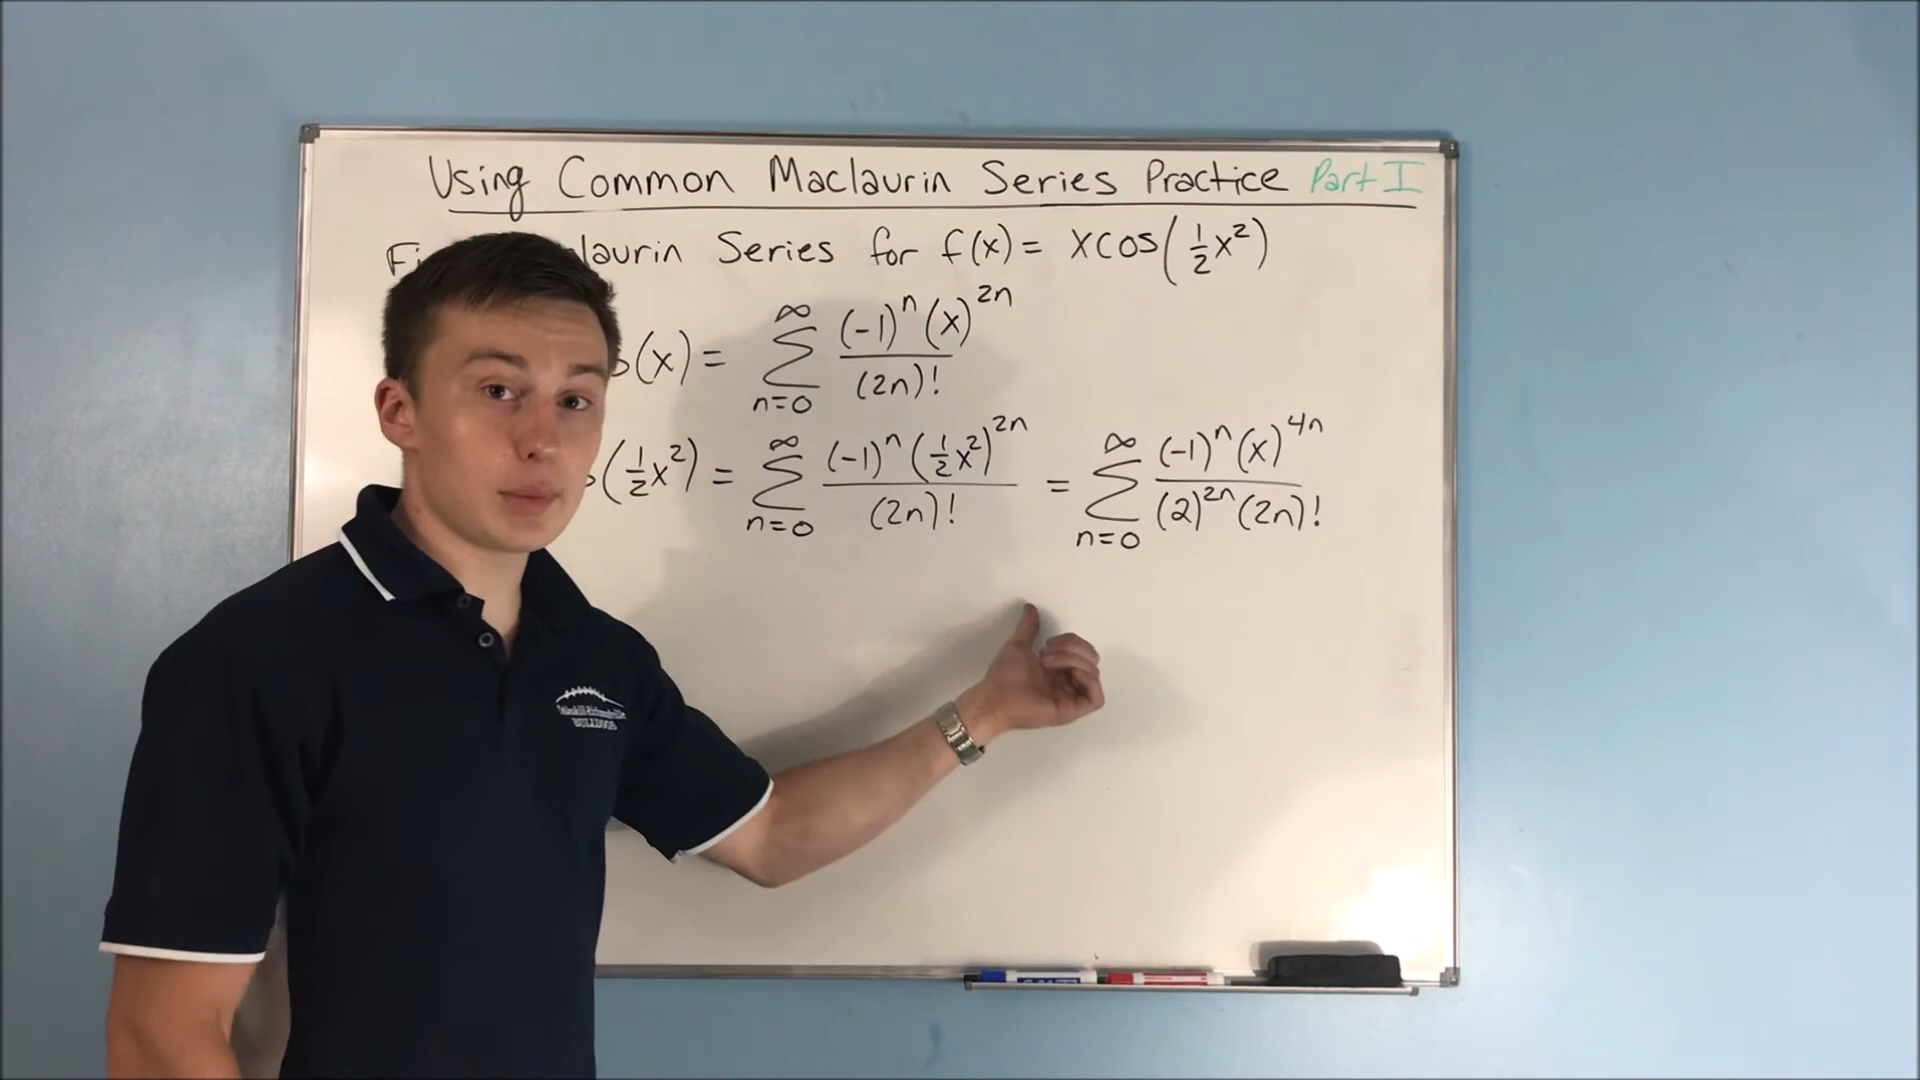 Using Common Maclaurin Series Practice Part I
laurin Series for f(x) = xcos(½x²)
(x) = ∞ Σ n=0 (-1)ⁿ(x)²ⁿ / (2n)!
(½x²) = ∞ Σ n=0 (-1)ⁿ(½x²)²ⁿ / (2n)! = ∞ Σ n=0 (-1)ⁿ(x)⁴ⁿ / (2)²ⁿ(2n)!
BULLDOGS